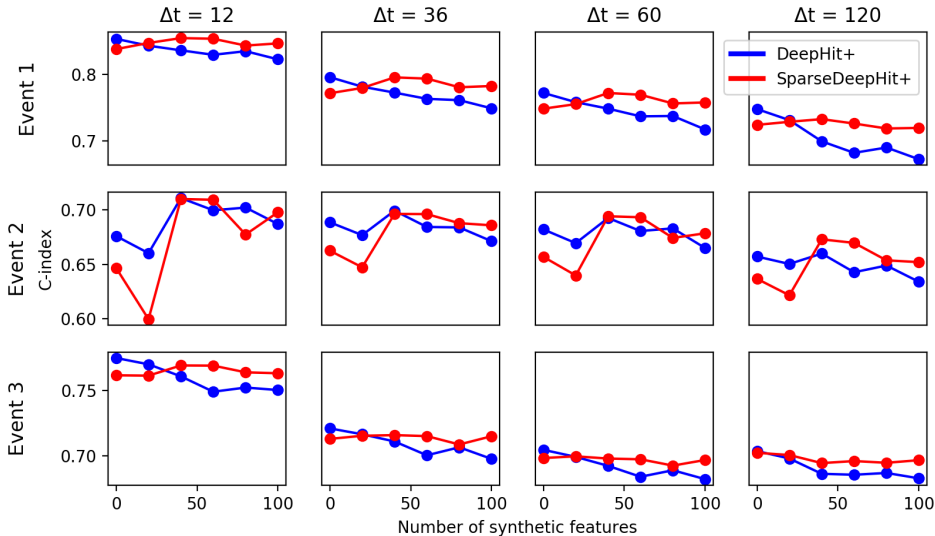 Δt = 12 Δt = 36 Δt = 60 Δt = 120
Event 1
0.8
0.7
DeepHit+
SparseDeepHit+
Event 2
C-index
0.70
0.65
0.60
Event 3
0.75
0.70
0 50 100 0 50 100 0 50 100 0 50 100
Number of synthetic features